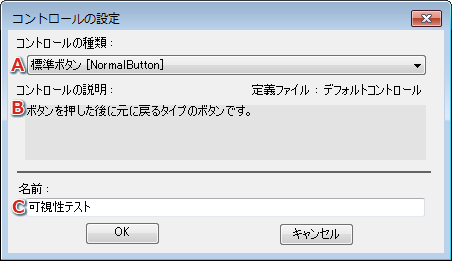 コントロールの設定
コントロールの種類：
A 標準ボタン [NormalButton]
コントロールの説明： 定義ファイル：デフォルトコントロール
B ボタンを押した後に元に戻るタイプのボタンです。
名前：
C 可視性テスト
OK キャンセル